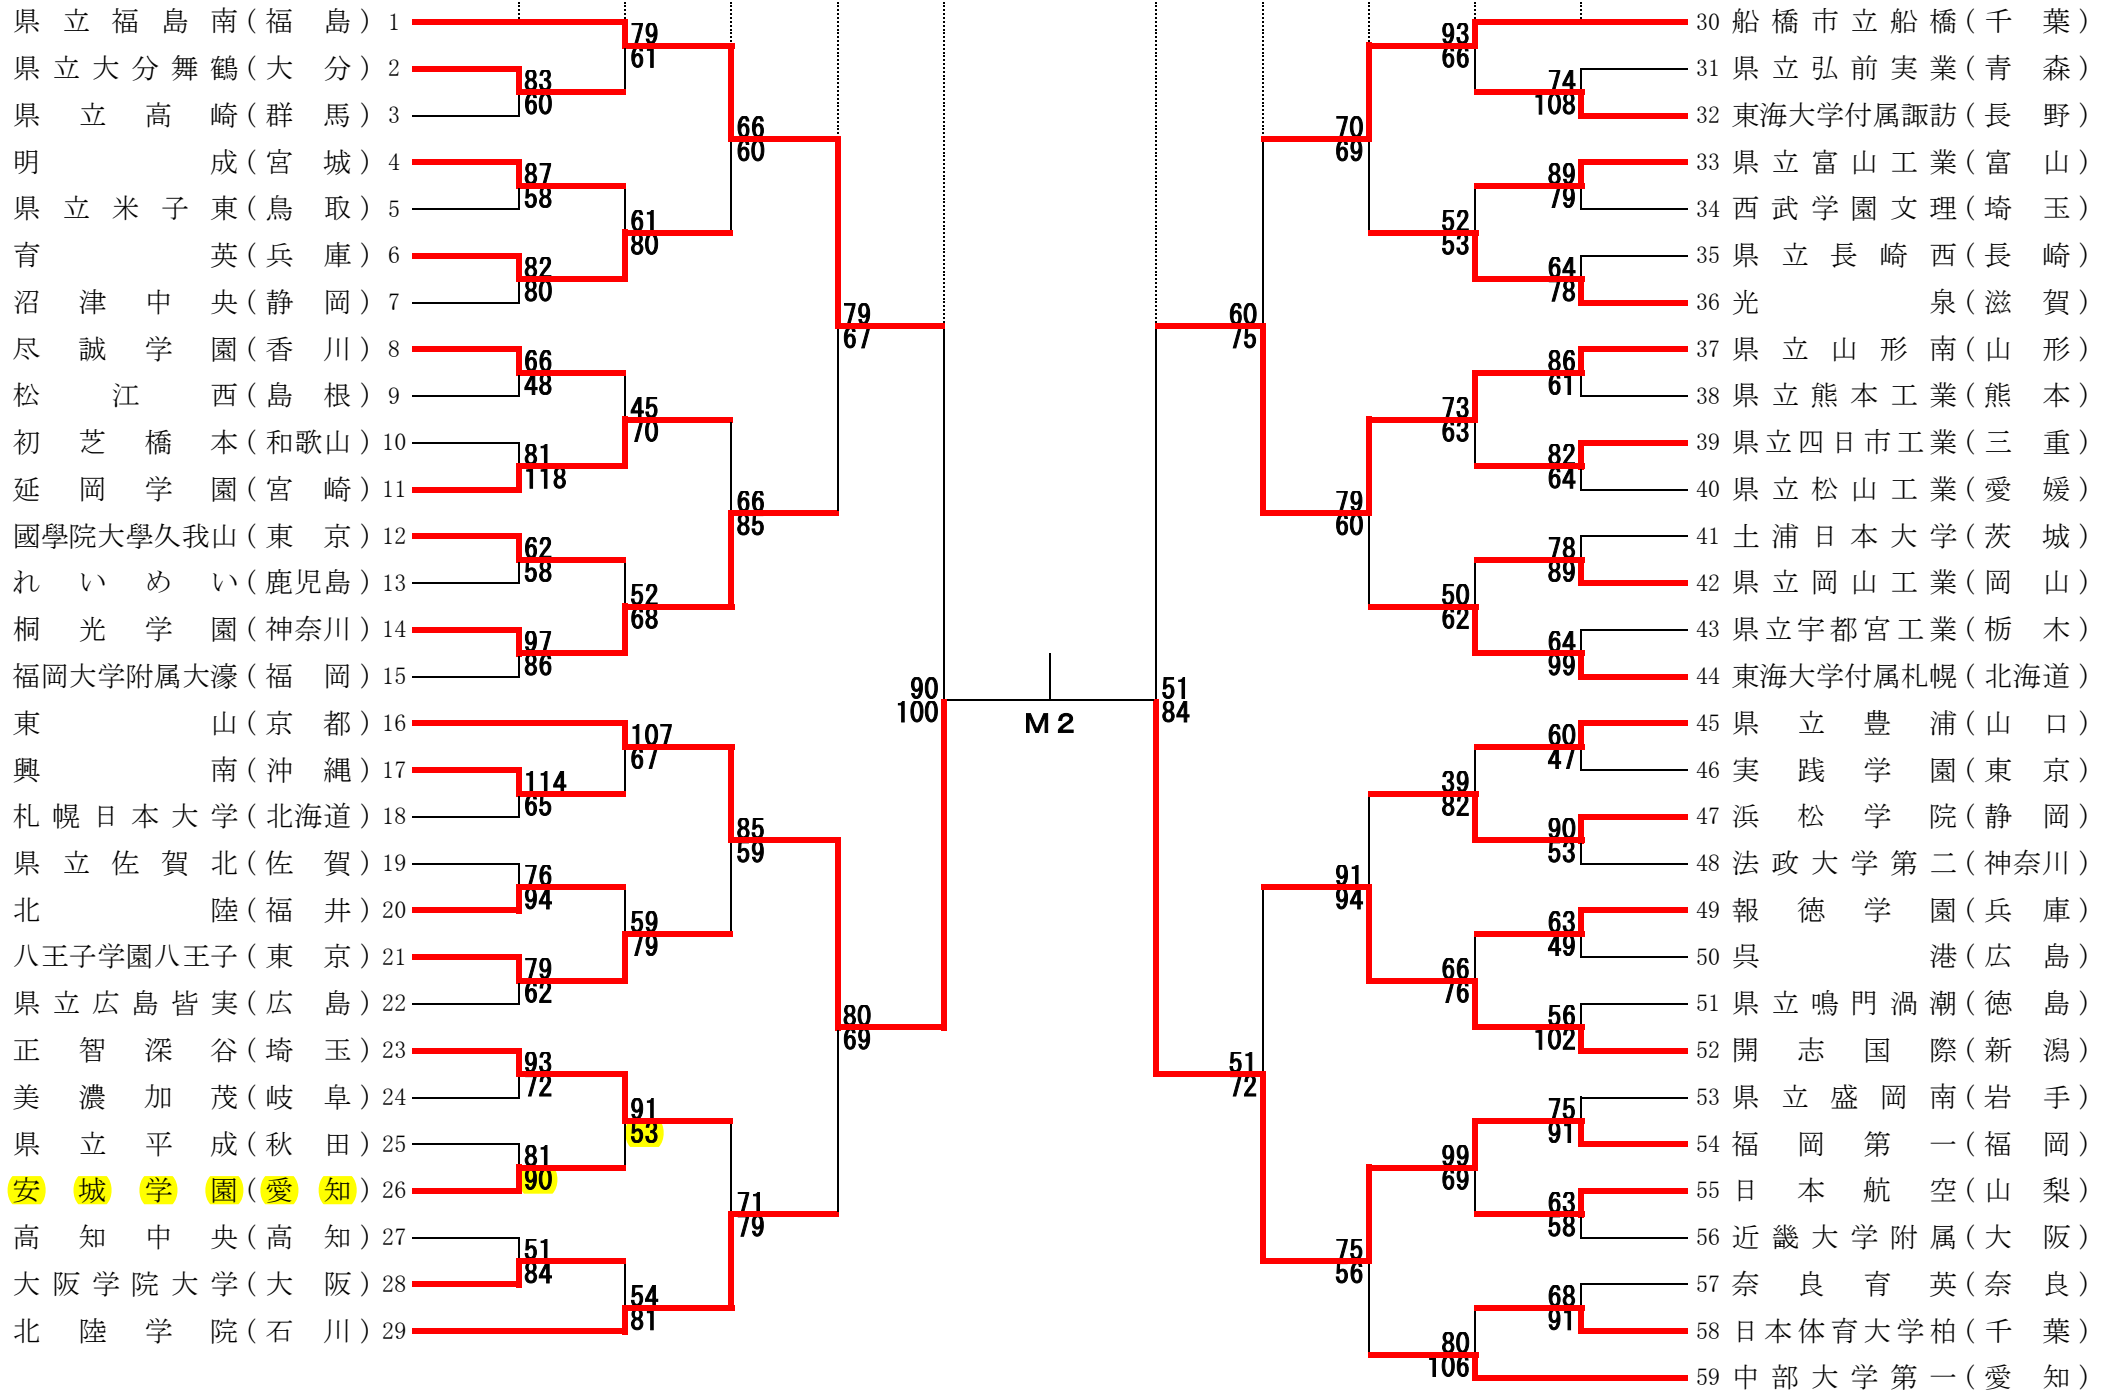 県立福島南(福島) 1
県立大分舞鶴(大分) 2
県立高崎(群馬) 3
明成(宮城) 4
県立米子東(鳥取) 5
育英(兵庫) 6
沼津中央(静岡) 7
尽誠学園(香川) 8
松江西(島根) 9
初芝橋本(和歌山) 10
延岡学園(宮崎) 11
國學院大學久我山(東京) 12
れいめい(鹿児島) 13
桐光学園(神奈川) 14
福岡大学附属大濠(福岡) 15
東山(京都) 16
興南(沖縄) 17
札幌日本大学(北海道) 18
県立佐賀北(佐賀) 19
北陸(福井) 20
八王子学園八王子(東京) 21
県立広島皆実(広島) 22
正智深谷(埼玉) 23
美濃加茂(岐阜) 24
県立平成(秋田) 25
安城学園(愛知) 26
高知中央(高知) 27
大阪学院大学(大阪) 28
北陸学院(石川) 29
83
60
87
58
82
80
66
48
81
118
62
58
97
86
114
65
76
94
79
62
93
72
81
90
51
84
79
61
61
80
45
70
52
68
107
67
59
79
91
53
54
81
66
60
66
85
85
59
71
79
79
67
80
69
90
100
M2
51
84
60
75
51
72
70
69
79
60
91
94
75
56
93
66
52
53
73
63
50
62
39
82
66
76
99
69
80
106
74
108
89
79
64
78
86
61
82
64
78
89
64
99
60
47
90
53
63
49
56
102
75
91
63
58
68
91
30 船橋市立船橋(千葉)
31 県立弘前実業(青森)
32 東海大学付属諏訪(長野)
33 県立富山工業(富山)
34 西武学園文理(埼玉)
35 県立長崎西(長崎)
36 光泉(滋賀)
37 県立山形南(山形)
38 県立熊本工業(熊本)
39 県立四日市工業(三重)
40 県立松山工業(愛媛)
41 土浦日本大学(茨城)
42 県立岡山工業(岡山)
43 県立宇都宮工業(栃木)
44 東海大学付属札幌(北海道)
45 県立豊浦(山口)
46 実践学園(東京)
47 浜松学院(静岡)
48 法政大学第二(神奈川)
49 報徳学園(兵庫)
50 呉港(広島)
51 県立鳴門渦潮(徳島)
52 開志国際(新潟)
53 県立盛岡南(岩手)
54 福岡第一(福岡)
55 日本航空(山梨)
56 近畿大学附属(大阪)
57 奈良育英(奈良)
58 日本体育大学柏(千葉)
59 中部大学第一(愛知)